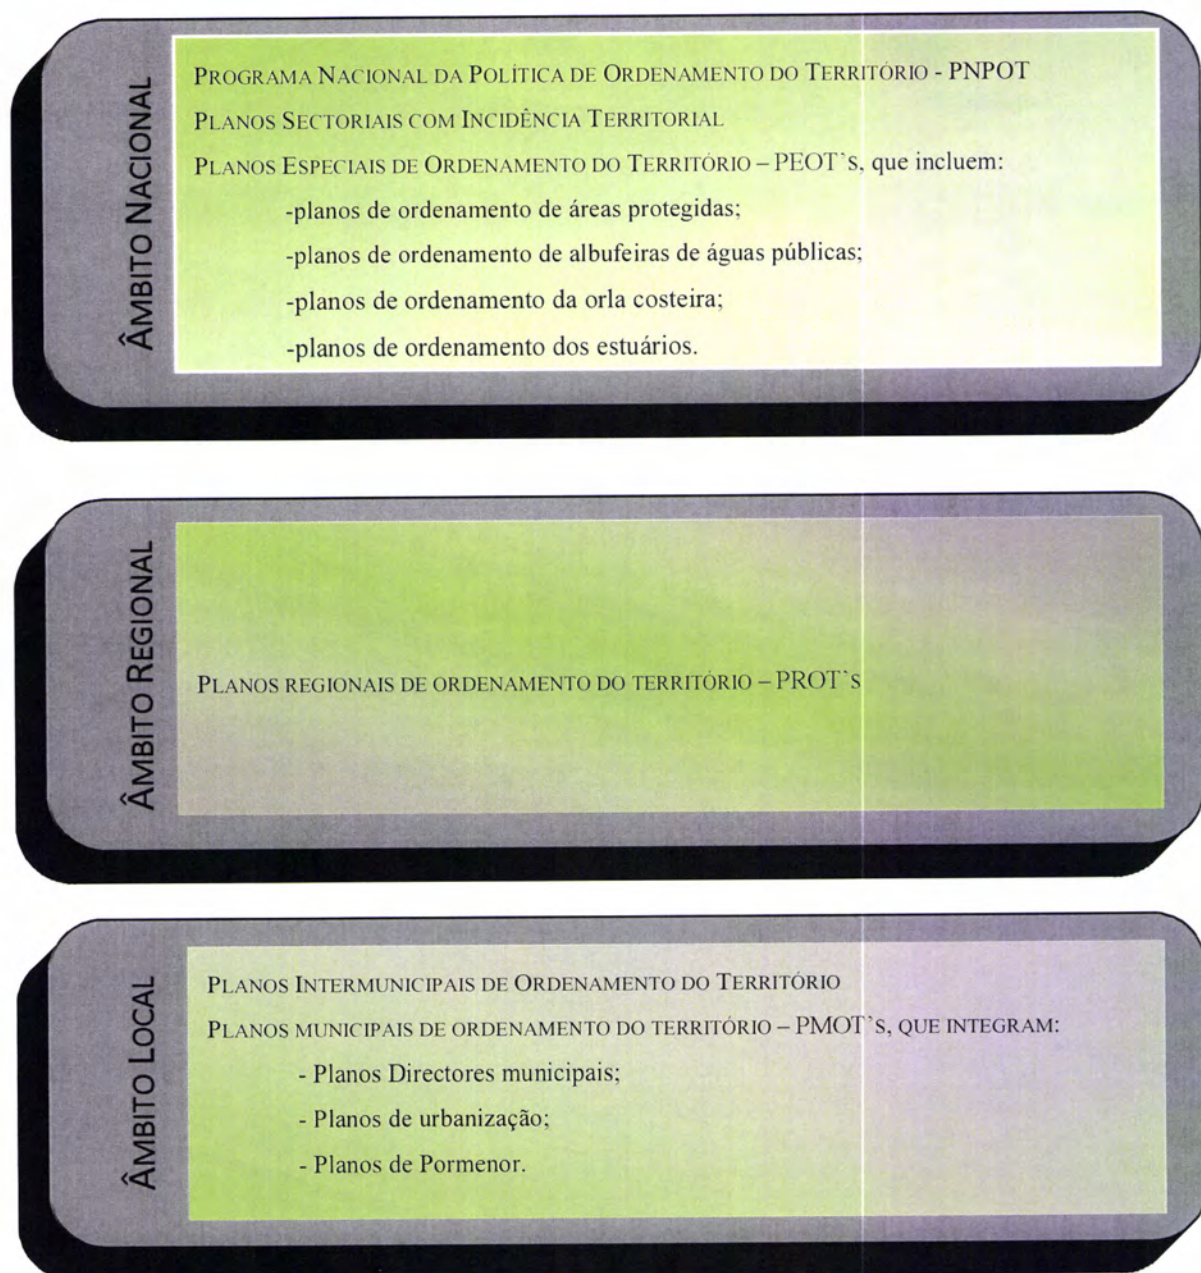 ÂMBITO NACIONAL
PROGRAMA NACIONAL DA POLÍTICA DE ORDENAMENTO DO TERRITÓRIO - PNPOT
PLANOS SECTORIAIS COM INCIDÊNCIA TERRITORIAL
PLANOS ESPECIAIS DE ORDENAMENTO DO TERRITÓRIO – PEOT`S, que incluem:
-planos de ordenamento de áreas protegidas;
-planos de ordenamento de albufeiras de águas públicas;
-planos de ordenamento da orla costeira;
-planos de ordenamento dos estuários.
ÂMBITO REGIONAL
PLANOS REGIONAIS DE ORDENAMENTO DO TERRITÓRIO – PROT`S
ÂMBITO LOCAL
PLANOS INTERMUNICIPAIS DE ORDENAMENTO DO TERRITÓRIO
PLANOS MUNICIPAIS DE ORDENAMENTO DO TERRITÓRIO – PMOT`S, QUE INTEGRAM:
- Planos Directores municipais;
- Planos de urbanização;
- Planos de Pormenor.